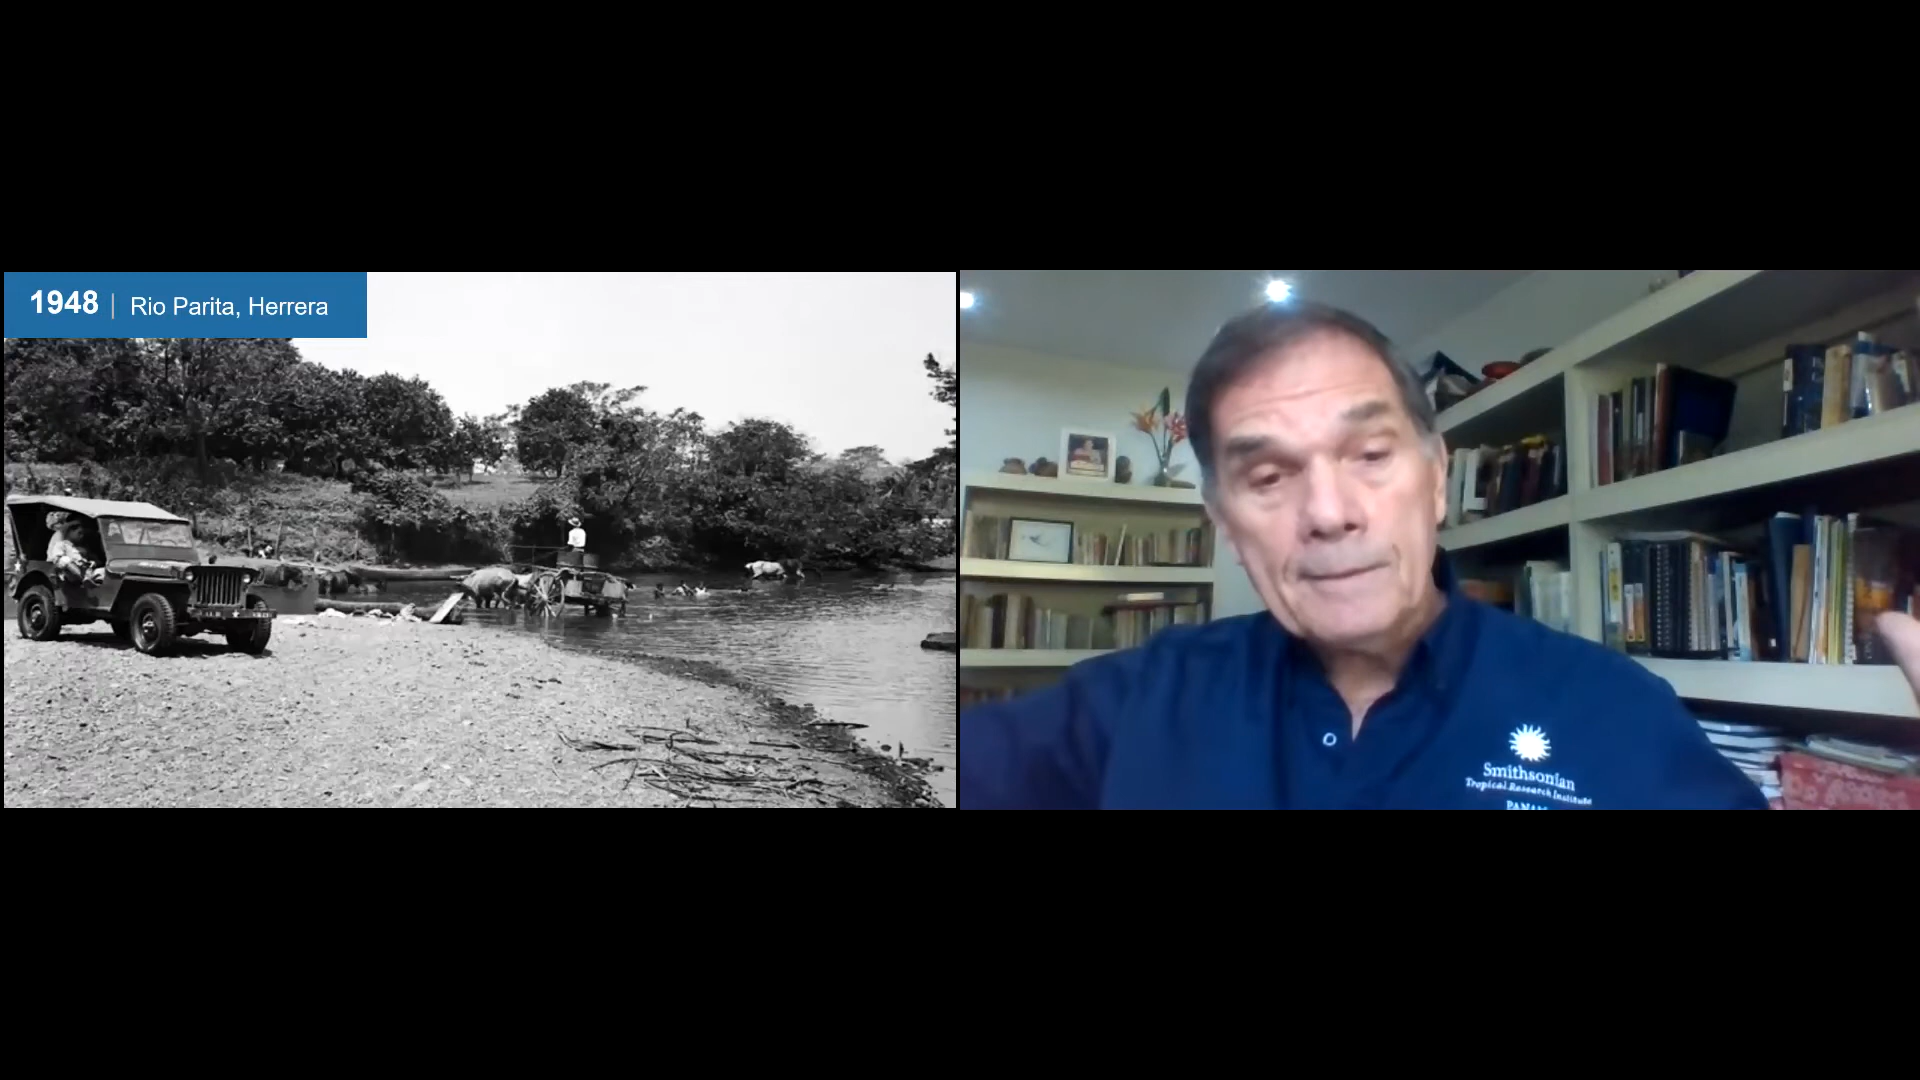 1948 | Rio Parita, Herrera
Smithsonian
Tropical Research Institute